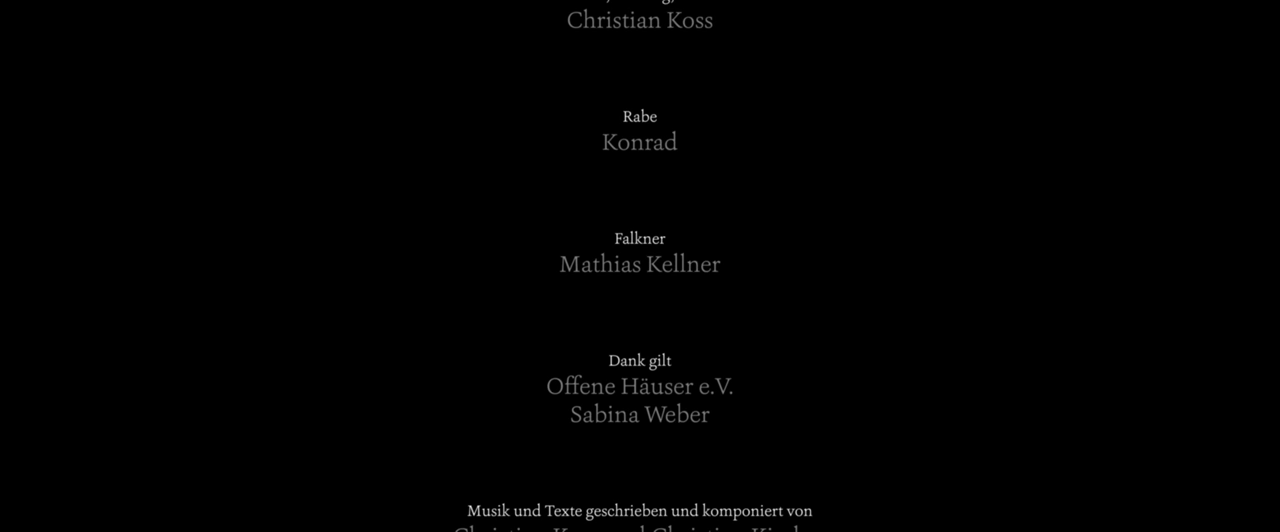 Christian Koss
Rabe
Konrad
Falkner
Mathias Kellner
Dank gilt
Offene Häuser e.V.
Sabina Weber
Musik und Texte geschrieben und komponiert von